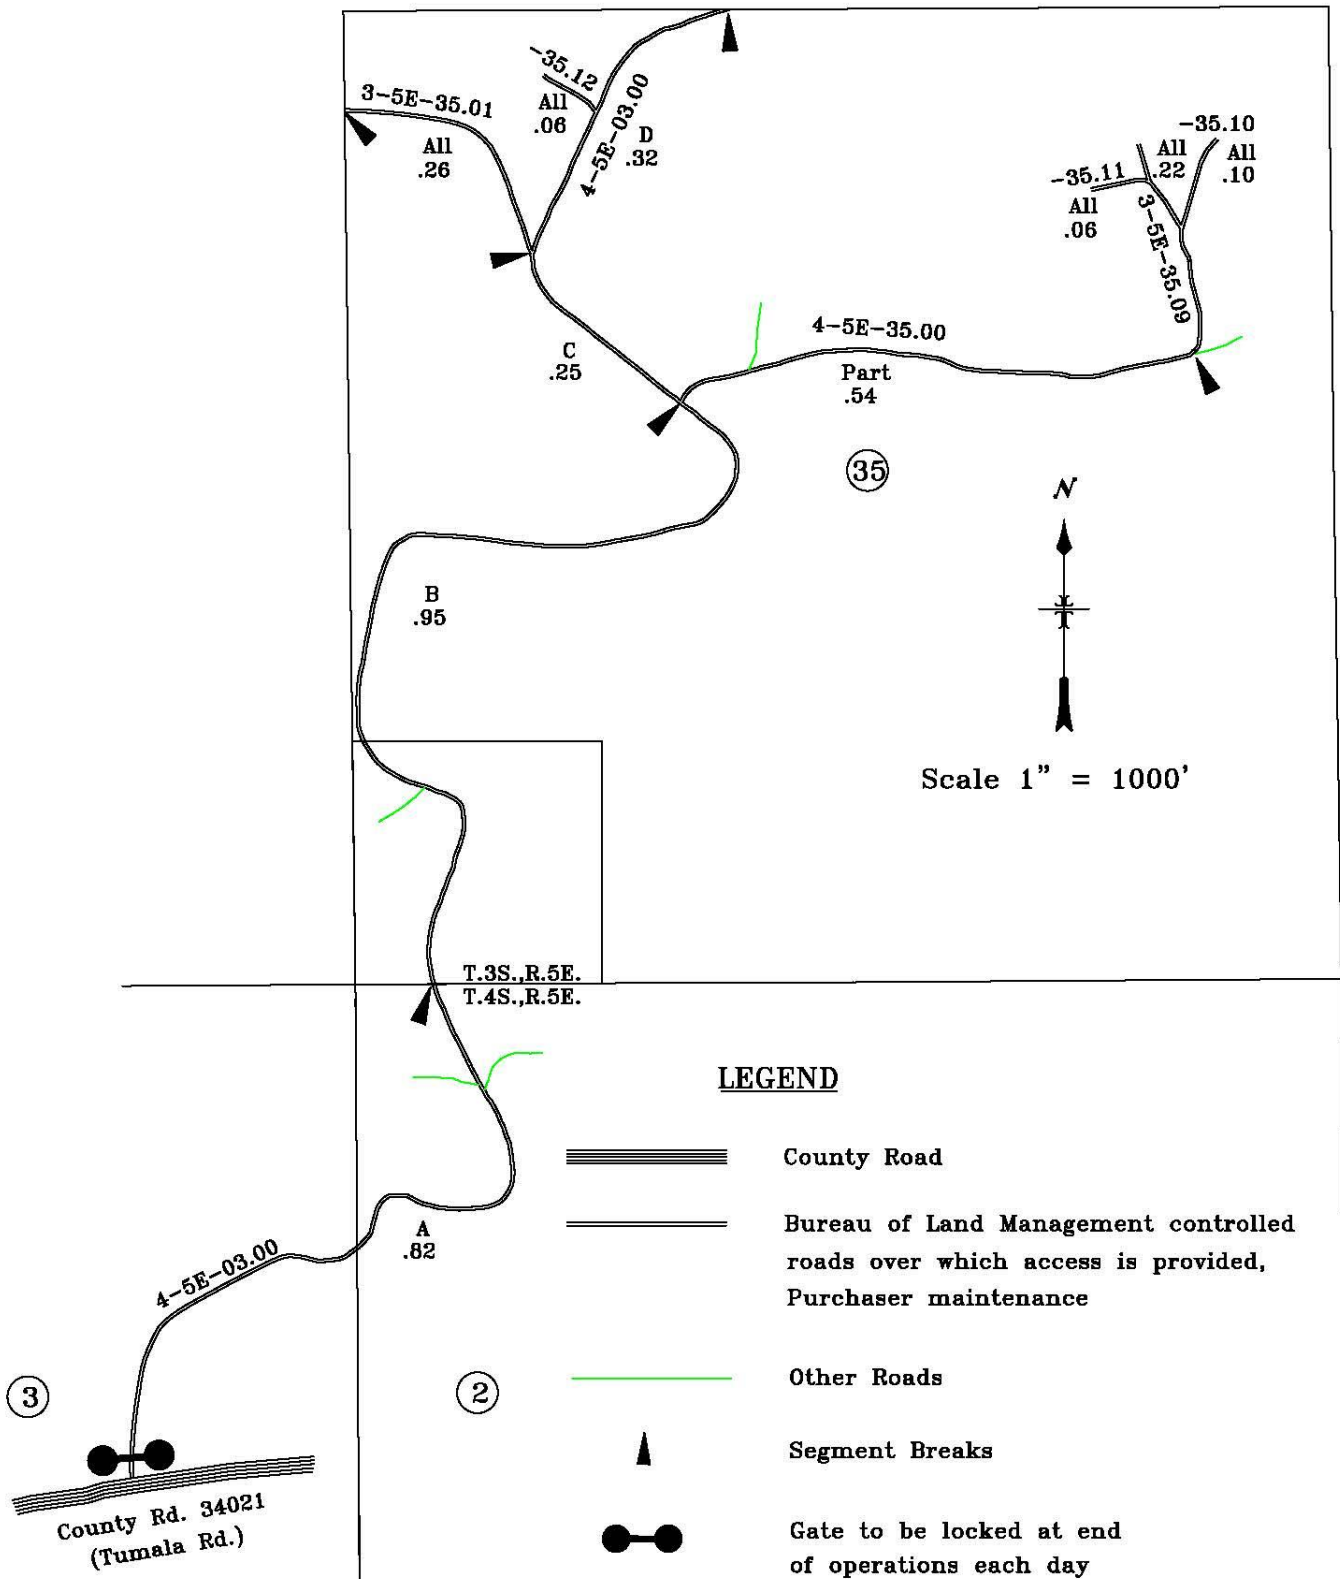 -35.12
All
.06
4-5E-03.00
D
.32
3-5E-35.01
All
.26
-35.10
All
.10
All
.22
-35.11
All
.06
3-5E-35.09
4-5E-35.00
Part
.54
C
.25
35
N
B
.95
Scale 1" = 1000'
T.3S.,R.5E.
T.4S.,R.5E.
A
.82
4-5E-03.00
3
2
County Rd. 34021
(Tumala Rd.)
LEGEND
County Road
Bureau of Land Management controlled
roads over which access is provided,
Purchaser maintenance
Other Roads
Segment Breaks
Gate to be locked at end
of operations each day